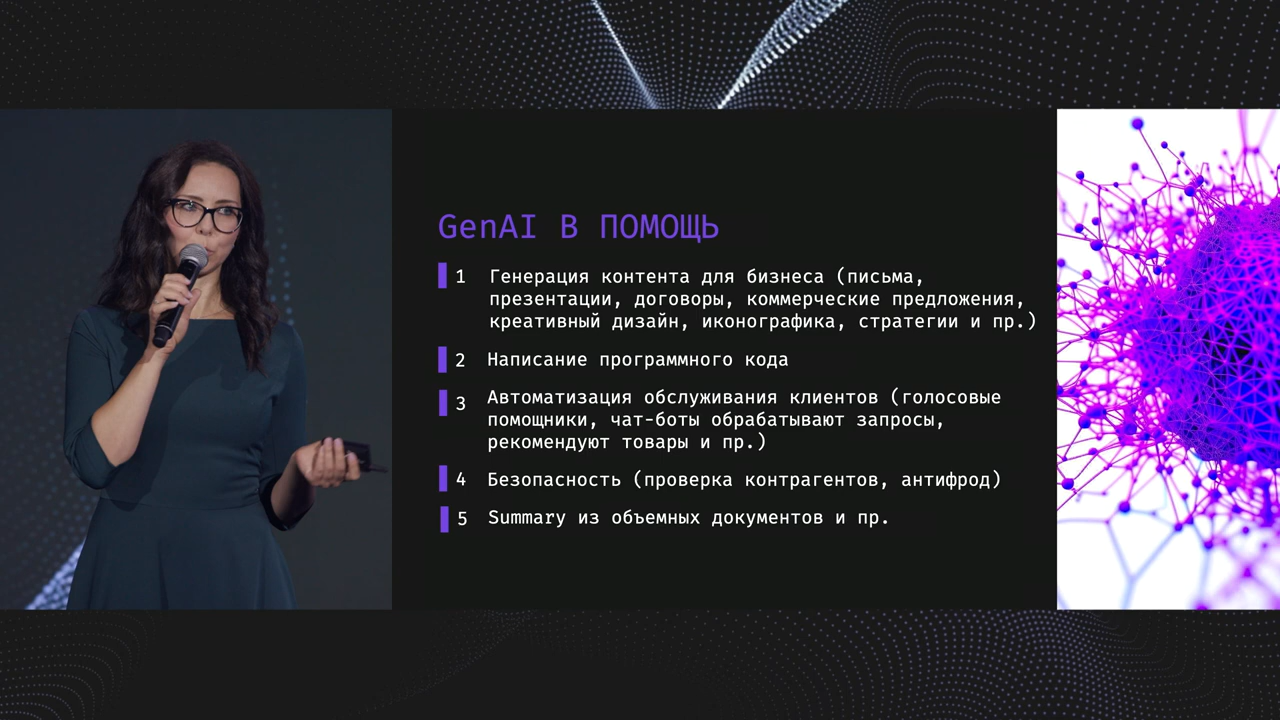 GenAI В ПОМОЩЬ
1 Генерация контента для бизнеса (письма,
презентации, договоры, коммерческие предложения,
креативный дизайн, иконографика, стратегии и пр.)
2 Написание программного кода
3 Автоматизация обслуживания клиентов (голосовые
помощники, чат-боты обрабатывают запросы,
рекомендуют товары и пр.)
4 Безопасность (проверка контрагентов, антифрод)
5 Summary из объемных документов и пр.